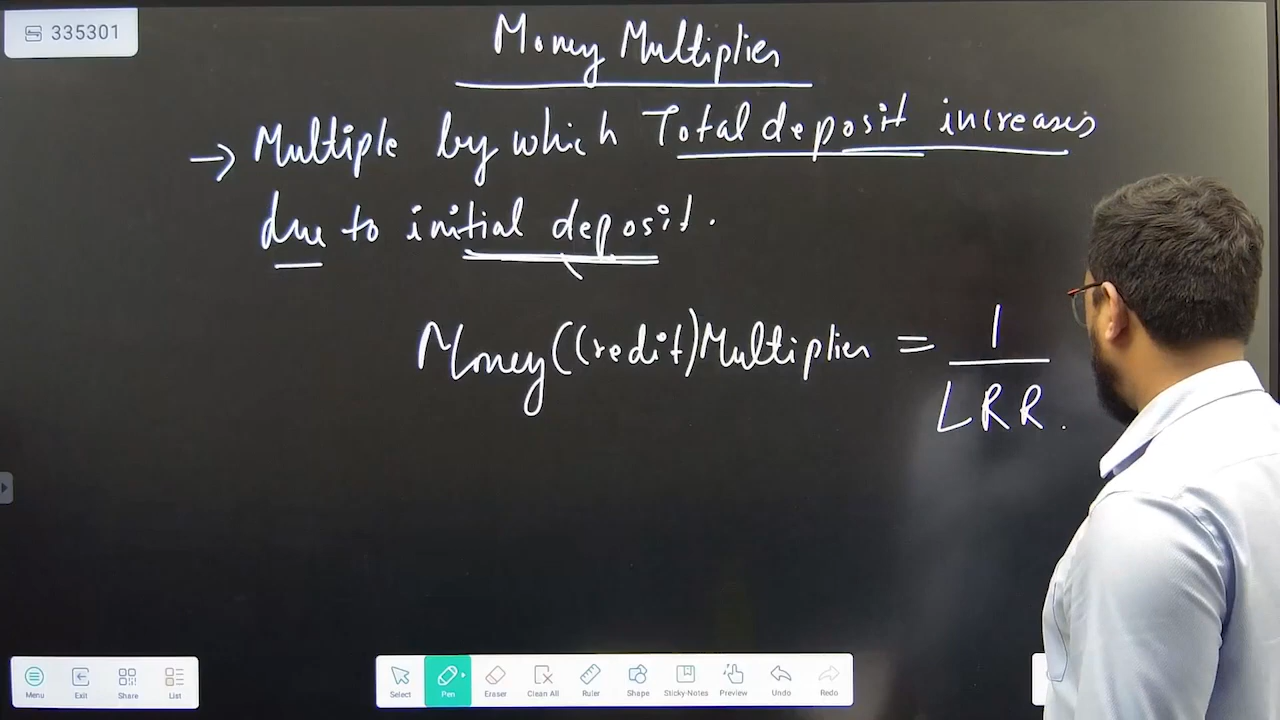 335301
Money Multiplier
→ Multiple by which Total deposit increases
due to initial deposit.
Money (Credit) Multiplier = 1
LRR.
Menu Exit Share List Select Pen Eraser Clean All Ruler Shape Sticky-Notes Preview Undo Redo